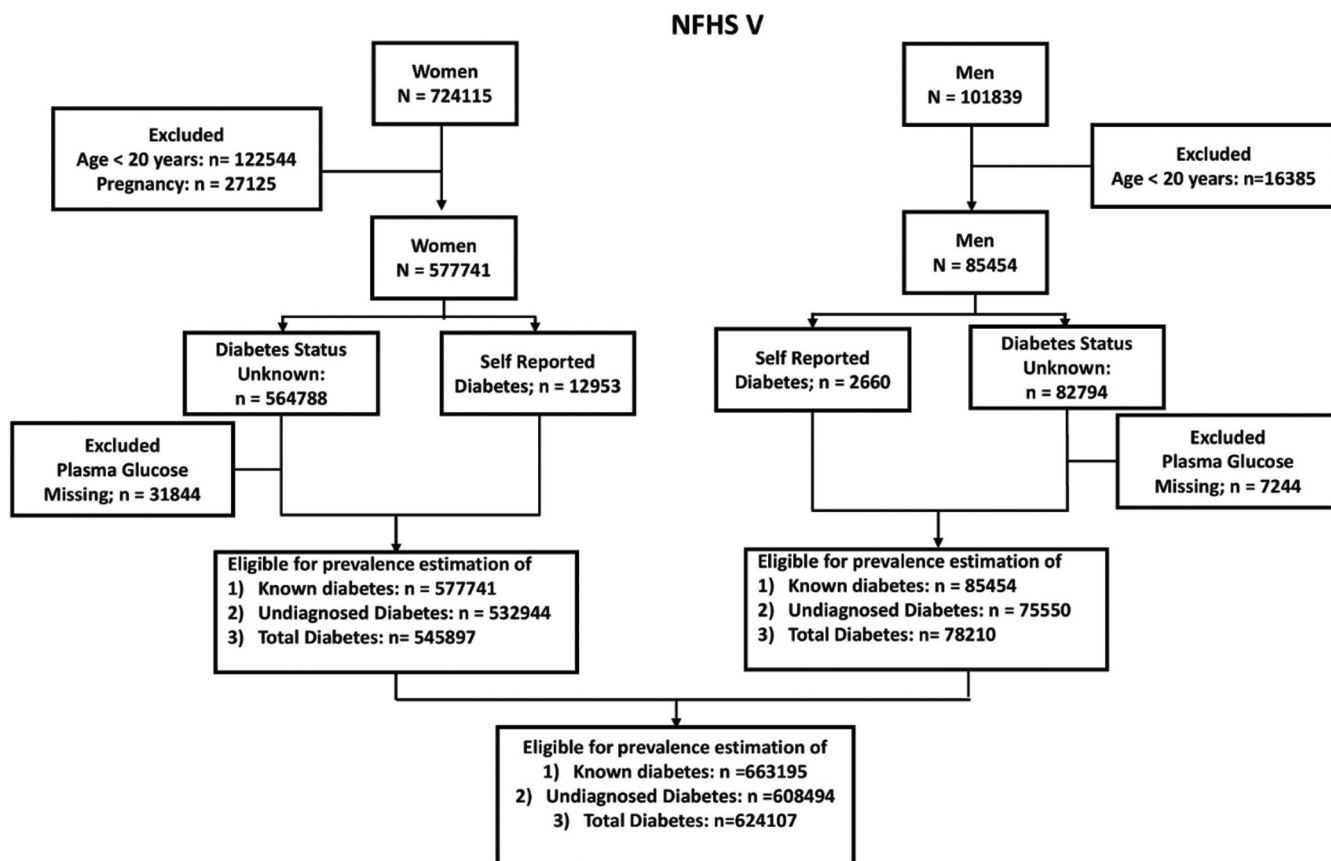 NFHS V
Women
N = 724115
Men
N = 101839
Excluded
Age < 20 years: n= 122544
Pregnancy: n = 27125
Excluded
Age < 20 years: n=16385
Women
N = 577741
Men
N = 85454
Diabetes Status
Unknown:
n = 564788
Self Reported
Diabetes; n = 12953
Self Reported
Diabetes; n = 2660
Diabetes Status
Unknown:
n = 82794
Excluded
Plasma Glucose
Missing; n = 31844
Excluded
Plasma Glucose
Missing; n = 7244
Eligible for prevalence estimation of
1) Known diabetes: n = 577741
2) Undiagnosed Diabetes: n = 532944
3) Total Diabetes: n= 545897
Eligible for prevalence estimation of
1) Known diabetes: n = 85454
2) Undiagnosed Diabetes: n = 75550
3) Total Diabetes: n= 78210
Eligible for prevalence estimation of
1) Known diabetes: n =663195
2) Undiagnosed Diabetes: n =608494
3) Total Diabetes: n=624107